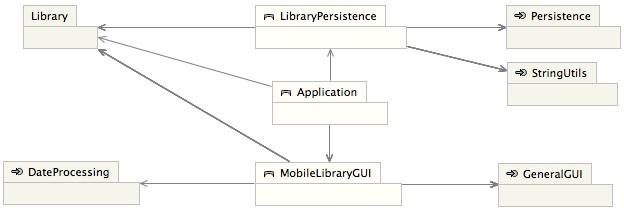 Library
LibraryPersistence
Persistence
StringUtils
Application
DateProcessing
MobileLibraryGUI
GeneralGUI